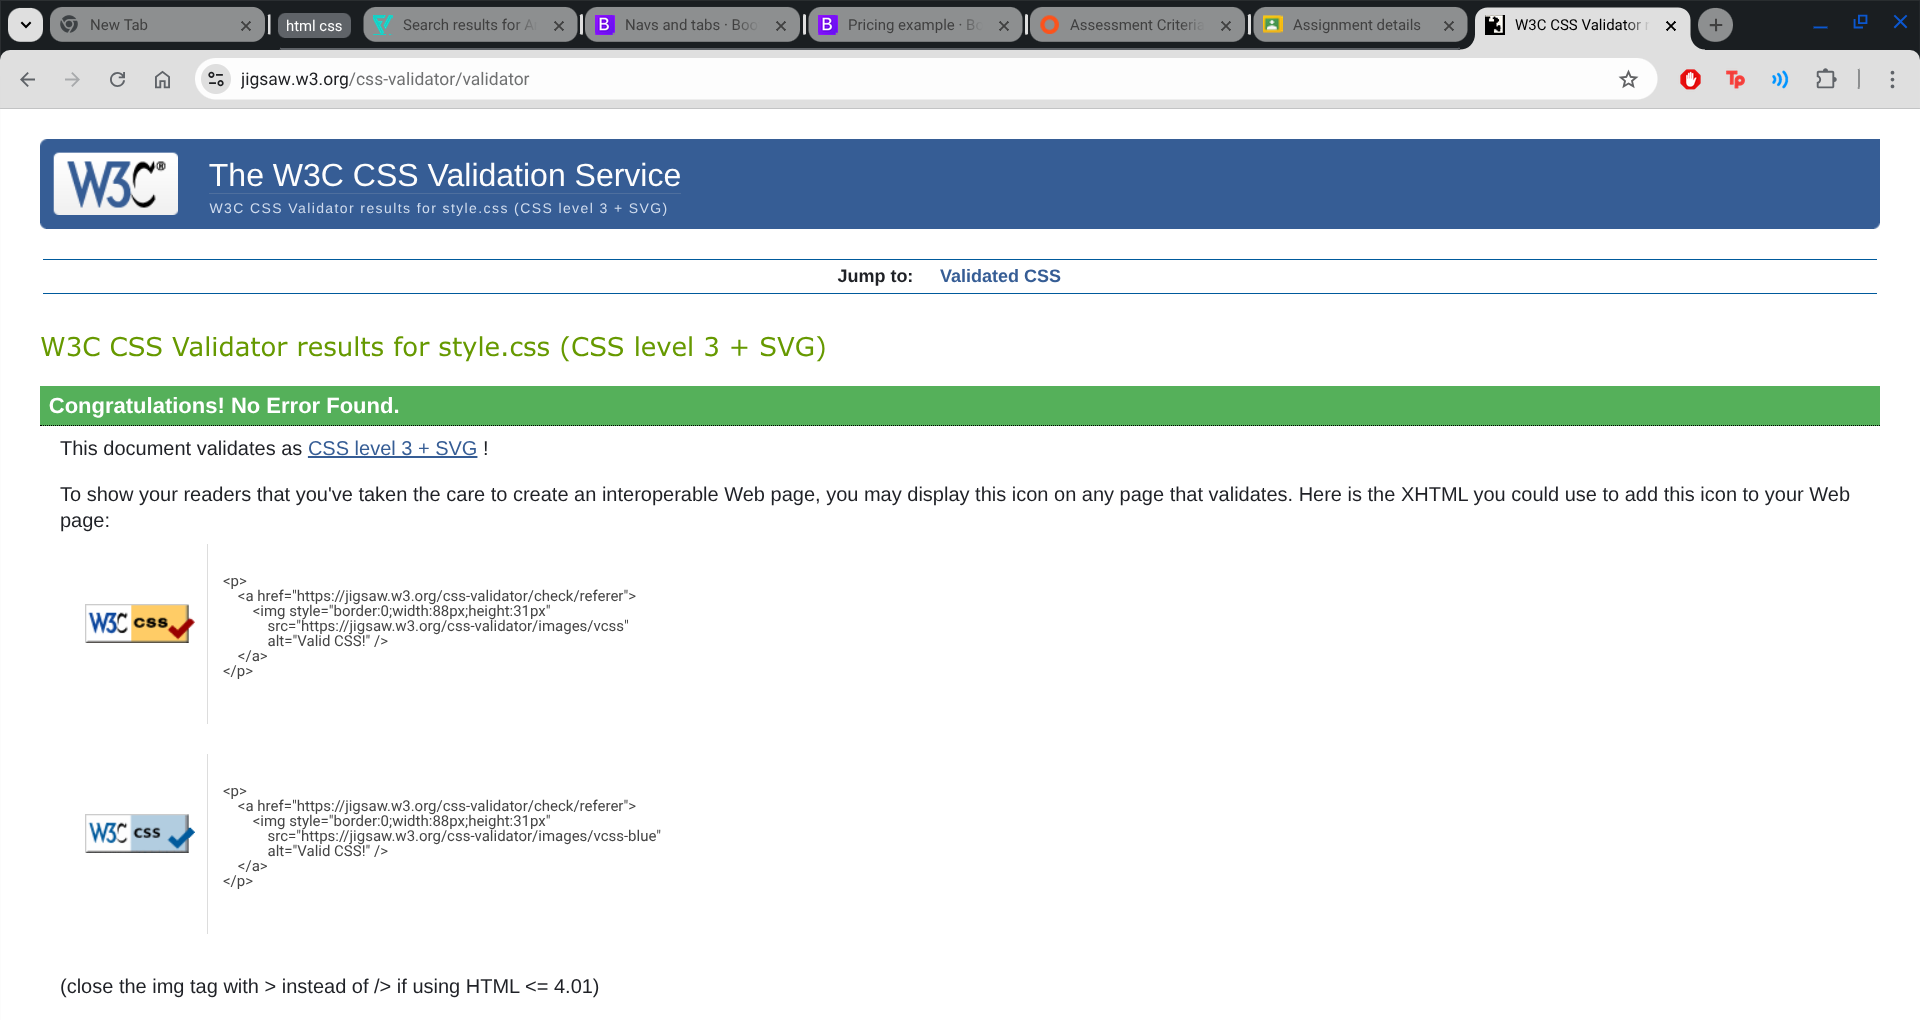 New Tab
html css
Search results for A
Navs and tabs · Boo
Pricing example · Bo
Assessment Criteria
Assignment details
W3C CSS Validator r
jigsaw.w3.org/css-validator/validator
W3C®
The W3C CSS Validation Service
W3C CSS Validator results for style.css (CSS level 3 + SVG)
Jump to: Validated CSS
W3C CSS Validator results for style.css (CSS level 3 + SVG)
Congratulations! No Error Found.
This document validates as CSS level 3 + SVG !
To show your readers that you've taken the care to create an interoperable Web page, you may display this icon on any page that validates. Here is the XHTML you could use to add this icon to your Web
page:
W3C css
<p>
<a href="https://jigsaw.w3.org/css-validator/check/referer">
<img style="border:0;width:88px;height:31px"
src="https://jigsaw.w3.org/css-validator/images/vcss"
alt="Valid CSS!" />
</a>
</p>
W3C css
<p>
<a href="https://jigsaw.w3.org/css-validator/check/referer">
<img style="border:0;width:88px;height:31px"
src="https://jigsaw.w3.org/css-validator/images/vcss-blue"
alt="Valid CSS!" />
</a>
</p>
(close the img tag with > instead of /> if using HTML <= 4.01)